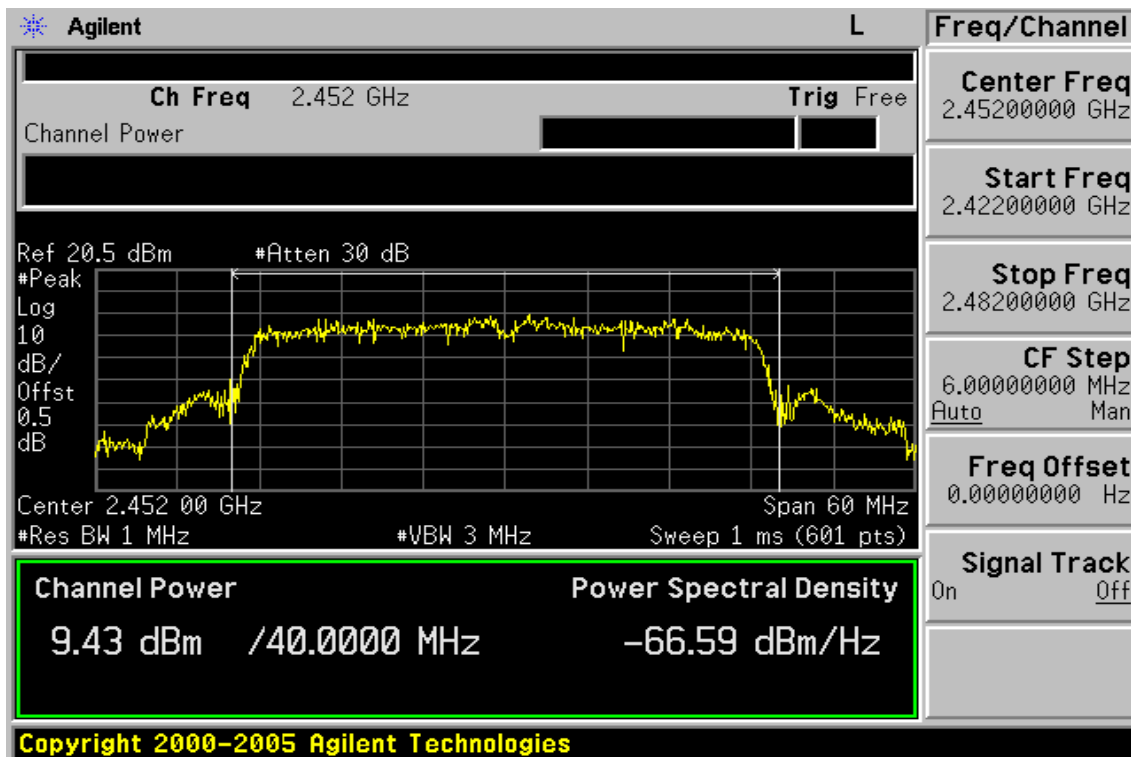 Agilent
L
Freq/Channel
Ch Freq 2.452 GHz
Trig Free
Channel Power
Center Freq
2.45200000 GHz
Start Freq
2.42200000 GHz
Stop Freq
2.48200000 GHz
CF Step
6.00000000 MHz
Auto Man
Freq Offset
0.00000000 Hz
Signal Track
On Off
Ref 20.5 dBm #Atten 30 dB
#Peak
Log
10
dB/
Offst
0.5
dB
Center 2.452 00 GHz Span 60 MHz
#Res BW 1 MHz #VBW 3 MHz Sweep 1 ms (601 pts)
Channel Power Power Spectral Density
9.43 dBm /40.0000 MHz -66.59 dBm/Hz
Copyright 2000-2005 Agilent Technologies